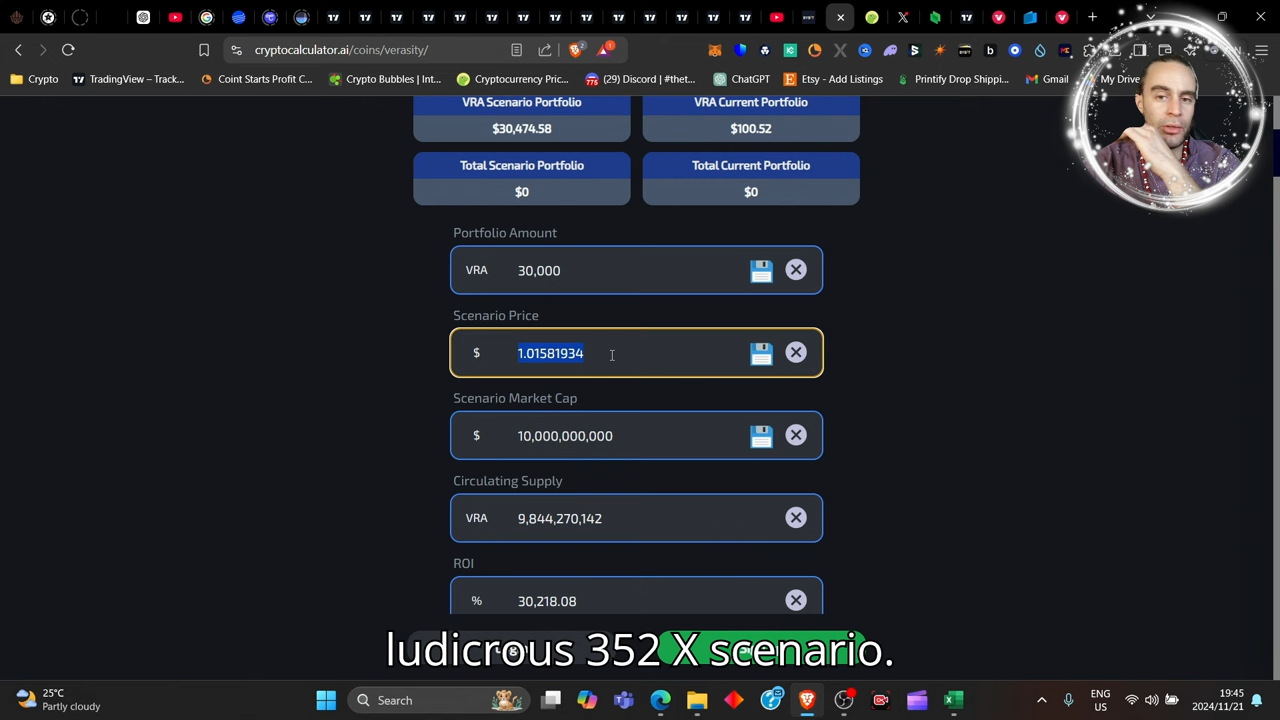 cryptocalculator.ai/coins/verasity/
Crypto
TradingView – Track...
Coint Starts Profit C...
Crypto Bubbles | Int...
Cryptocurrency Pric...
(29) Discord | #thet...
ChatGPT
Etsy - Add Listings
Printify Drop Shippi...
Gmail
My Drive
VRA Scenario Portfolio
VRA Current Portfolio
$30,474.58
$100.52
Total Scenario Portfolio
Total Current Portfolio
$0
$0
Portfolio Amount
VRA 30,000
Scenario Price
$ 1.01581934
Scenario Market Cap
$ 10,000,000,000
Circulating Supply
VRA 9,844,270,142
ROI
% 30,218.08
ludicrous 352 X scenario.
25°C
Partly cloudy
Search
ENG
US
19:45
2024/11/21